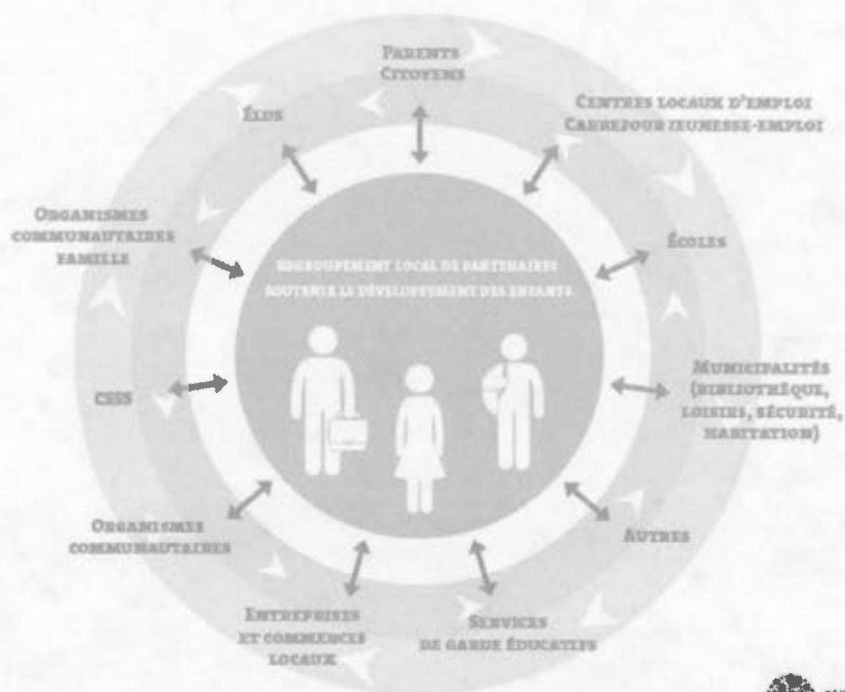 PARENTS
CITOYENS
CENTRES LOCAUX D'EMPLOI
CARREFOUR JEUNESSE-EMPLOI
ÉLUS
ÉCOLES
ORGANISMES
COMMUNAUTAIRES
FAMILLE
REGROUPEMENT LOCAL DE PARTENAIRES
SOUTENIR LE DÉVELOPPEMENT DES ENFANTS
MUNICIPALITÉS
(BIBLIOTHÈQUE,
LOISIRS, SÉCURITÉ,
HABITATION)
CSSS
ORGANISMES
COMMUNAUTAIRES
AUTRES
ENTREPRISES
ET COMMERCES
LOCAUX
SERVICES
DE GARDE ÉDUCATIFS